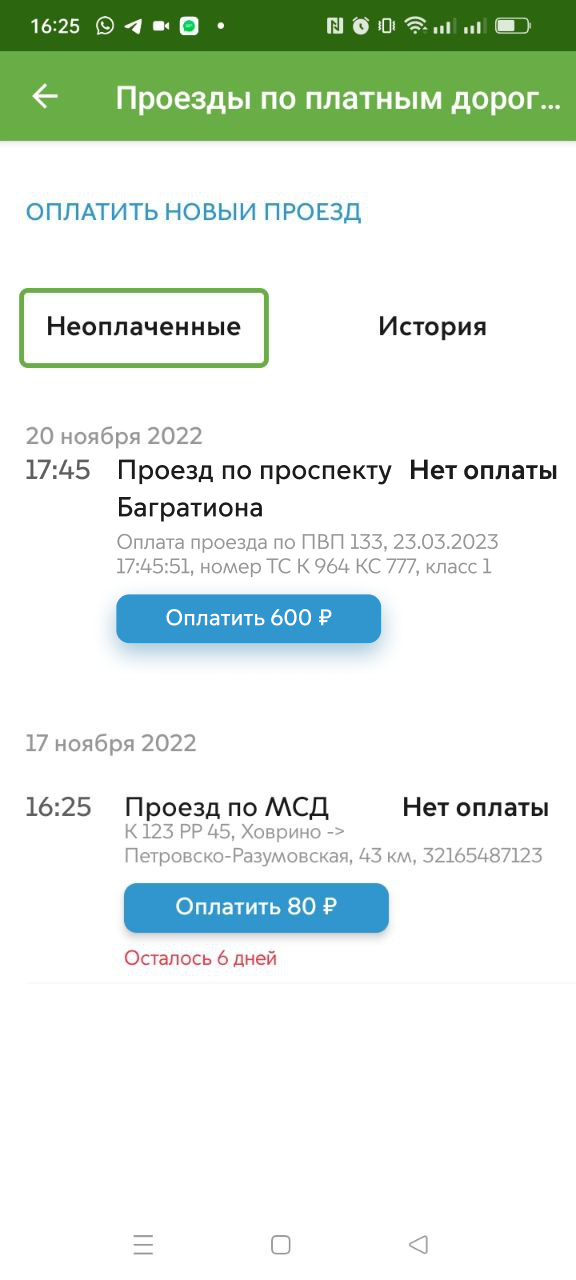 16:25
Проезды по платным дорог...
ОПЛАТИТЬ НОВЫЙ ПРОЕЗД
Неоплаченные
История
20 ноября 2022
17:45
Проезд по проспекту
Багратиона
Нет оплаты
Оплата проезда по ПВП 133, 23.03.2023
17:45:51, номер ТС К 964 КС 777, класс 1
Оплатить 600 ₽
17 ноября 2022
16:25
Проезд по МСД
Нет оплаты
К 123 РР 45, Ховрино ->
Петровско-Разумовская, 43 км, 32165487123
Оплатить 80 ₽
Осталось 6 дней